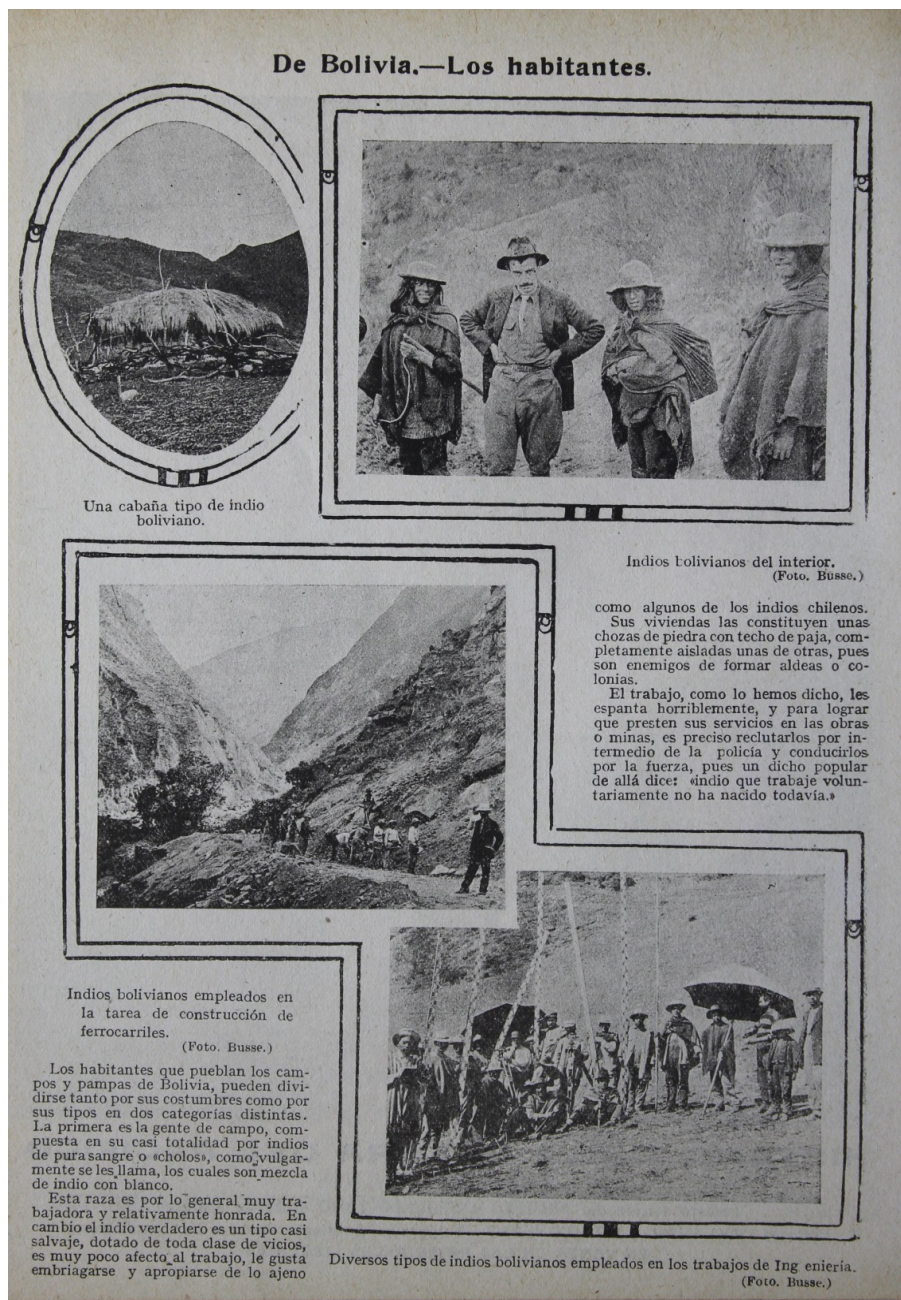 De Bolivia.—Los habitantes.
Una cabaña tipo de indio
boliviano.
Indios bolivianos del interior.
(Foto. Busse.)
Indios bolivianos empleados en
la tarea de construcción de
ferrocarriles.
(Foto. Busse.)
Los habitantes que pueblan los cam-
pos y pampas de Bolivia, pueden divi-
dirse tanto por sus costumbres como por
sus tipos en dos categorías distintas.
La primera es la gente de campo, com-
puesta en su casi totalidad por indios
de pura sangre o «cholos», como vulgar-
mente se les llama, los cuales son mezcla
de indio con blanco.
Esta raza es por lo general muy tra-
bajadora y relativamente honrada. En
cambio el indio verdadero es un tipo casi
salvaje, dotado de toda clase de vicios,
es muy poco afecto al trabajo, le gusta
embriagarse y apropiarse de lo ajeno
como algunos de los indios chilenos.
Sus viviendas las constituyen unas
chozas de piedra con techo de paja, com-
pletamente aisladas unas de otras, pues
son enemigos de formar aldeas o co-
lonias.
El trabajo, como lo hemos dicho, les
espanta horriblemente, y para lograr
que presten sus servicios en las obras
o minas, es preciso reclutarlos por in-
termedio de la policía y conducirlos
por la fuerza, pues un dicho popular
de allá dice: «indio que trabaje volun-
tariamente no ha nacido todavía.»
Diversos tipos de indios bolivianos empleados en los trabajos de Ing eniería.
(Foto. Busse.)